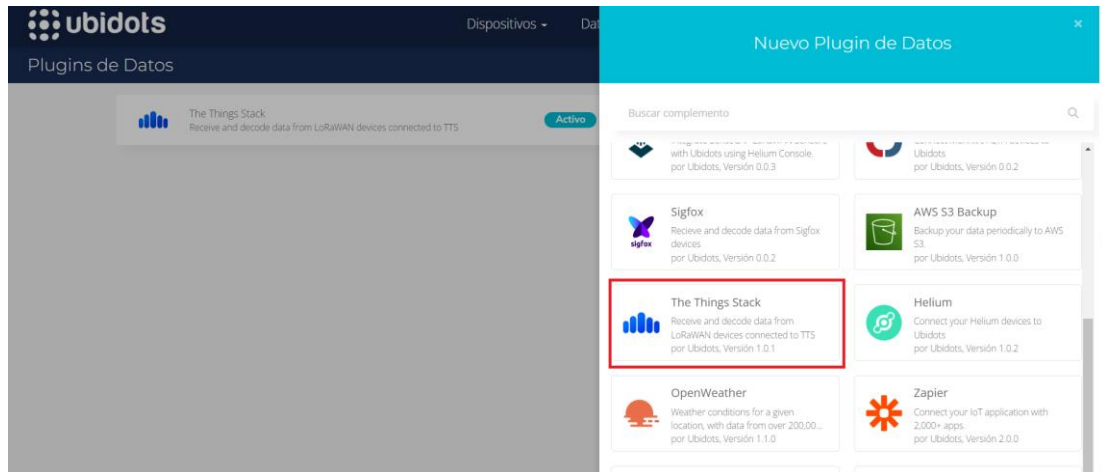 ubidots
Dispositivos
Dat
Plugins de Datos
The Things Stack
Receive and decode data from LoRaWAN devices connected to TTS
Activo
Nuevo Plugin de Datos
×
Buscar complemento
with Ubidots using Helium Console.
por Ubidots, Versión 0.0.3
Ubidots
por Ubidots, Versión 0.0.2
sigfox
Sigfox
Recieve and decode data from Sigfox
devices
por Ubidots, Versión 0.0.2
AWS S3 Backup
Backup your data periodically to AWS
S3.
por Ubidots, Versión 1.0.0
The Things Stack
Receive and decode data from
LoRaWAN devices connected to TTS
por Ubidots, Versión 1.0.1
Helium
Connect your Helium devices to
Ubidots
por Ubidots, Versión 1.0.2
OpenWeather
Weather conditions for a given
location, with data from over 200,00...
por Ubidots, Versión 1.1.0
Zapier
Connect your IoT application with
2,000+ apps.
por Ubidots, Versión 2.0.0